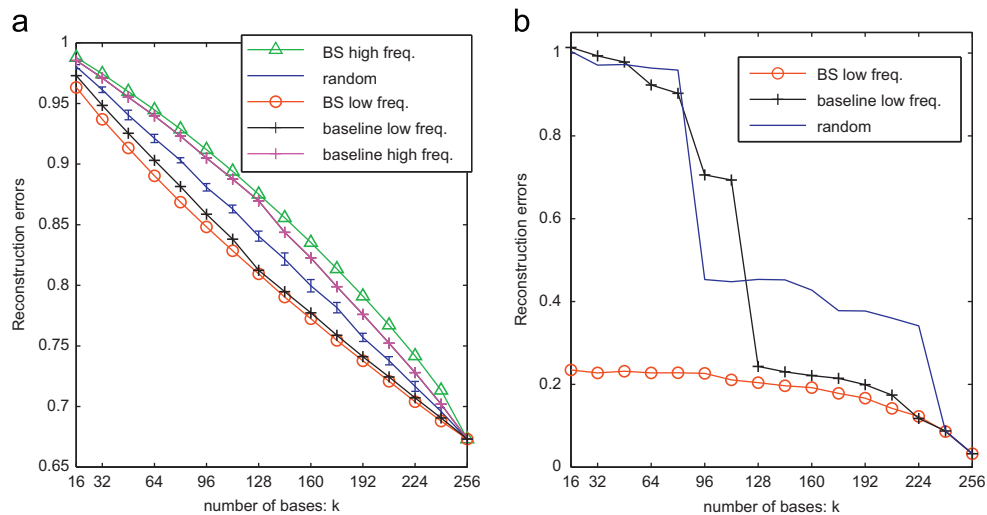 a
1
0.95
0.9
0.85
0.8
0.75
0.7
0.65
Reconstruction errors
16 32 64 96 128 160 192 224 256
number of bases: k
BS high freq.
random
BS low freq.
baseline low freq.
baseline high freq.
b
1
0.8
0.6
0.4
0.2
0
Reconstruction errors
16 32 64 96 128 160 192 224 256
number of bases: k
BS low freq.
baseline low freq.
random